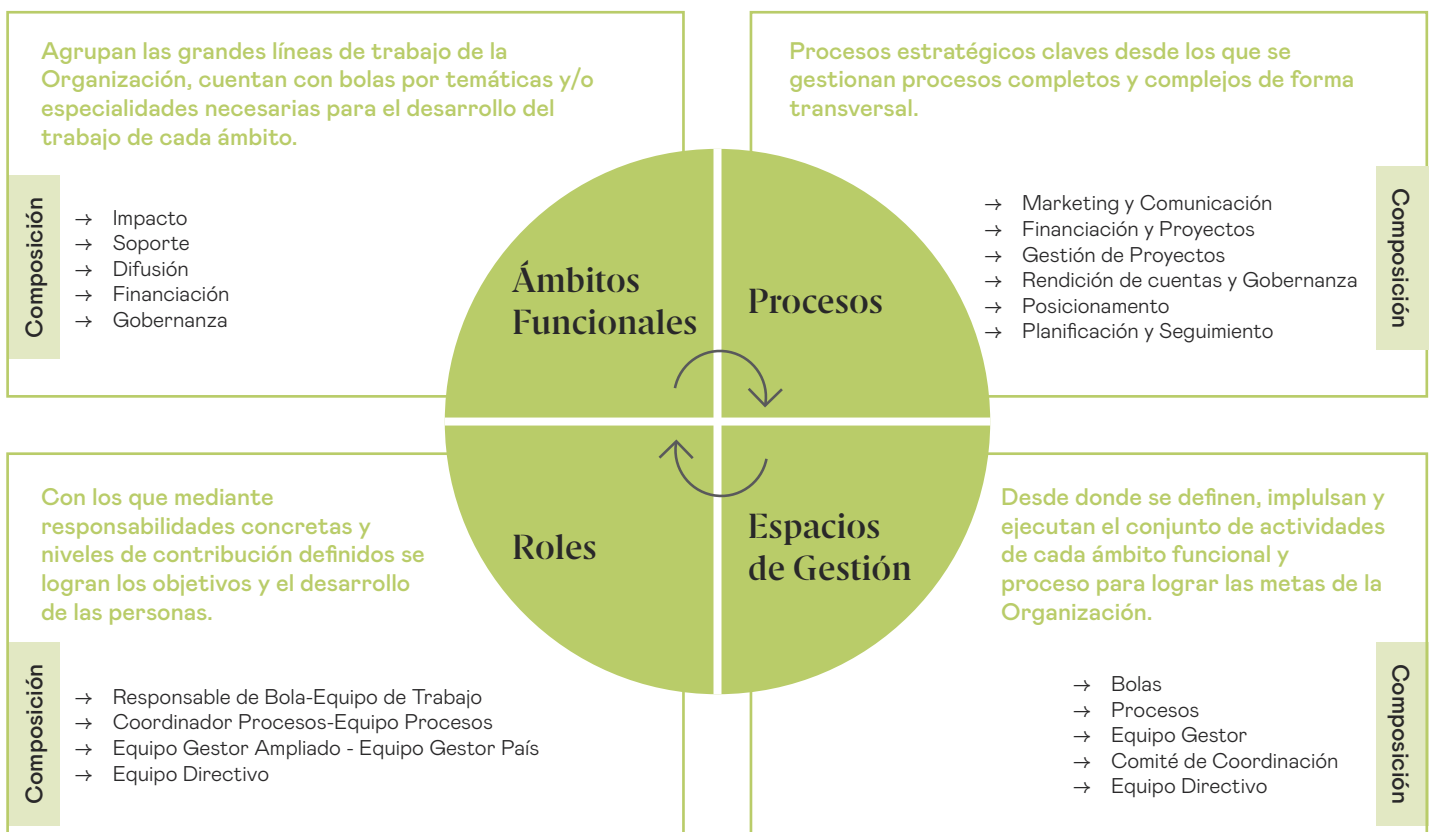 Agrupan las grandes líneas de trabajo de la
Organización, cuentan con bolas por temáticas y/o
especialidades necesarias para el desarrollo del
trabajo de cada ámbito.
Composición
→ Impacto
→ Soporte
→ Difusión
→ Financiación
→ Gobernanza
Ámbitos
Funcionales
Procesos estratégicos claves desde los que se
gestionan procesos completos y complejos de forma
transversal.
Composición
→ Marketing y Comunicación
→ Financiación y Proyectos
→ Gestión de Proyectos
→ Rendición de cuentas y Gobernanza
→ Posicionamento
→ Planificación y Seguimiento
Procesos
Con los que mediante
responsabilidades concretas y
niveles de contribución definidos se
logran los objetivos y el desarrollo
de las personas.
Composición
→ Responsable de Bola-Equipo de Trabajo
→ Coordinador Procesos-Equipo Procesos
→ Equipo Gestor Ampliado - Equipo Gestor País
→ Equipo Directivo
Roles
Espacios
de Gestión
Desde donde se definen, implulsan y
ejecutan el conjunto de actividades
de cada ámbito funcional y
proceso para lograr las metas de la
Organización.
Composición
→ Bolas
→ Procesos
→ Equipo Gestor
→ Comité de Coordinación
→ Equipo Directivo